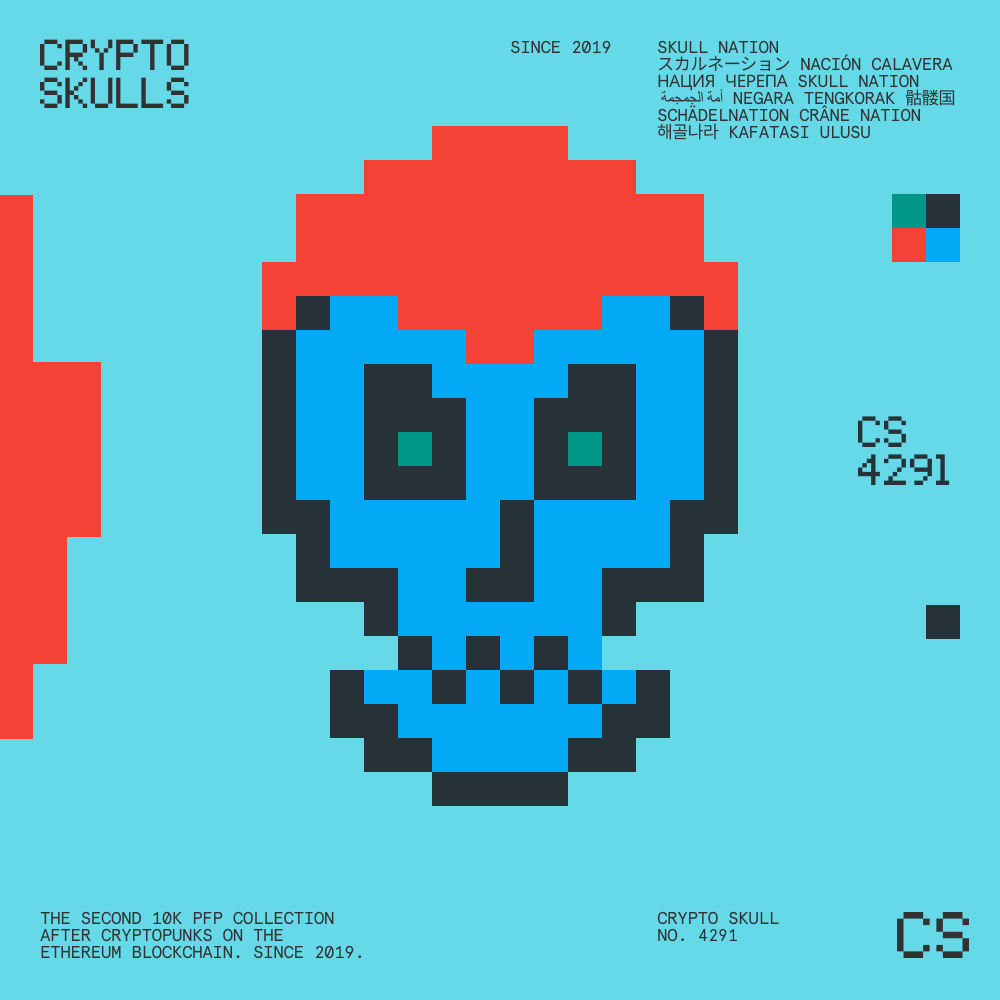 CRYPTO
SKULLS
SINCE 2019
SKULL NATION
スカルネーション NACIÓN CALAVERA
НАЦИЯ ЧЕРЕПА SKULL NATION
أمة الجمجمة NEGARA TENGKORAK 骷髅国
SCHÄDELNATION CRÂNE NATION
해골나라 KAFATASI ULUSU
CS
4291
THE SECOND 10K PFP COLLECTION
AFTER CRYPTOPUNKS ON THE
ETHEREUM BLOCKCHAIN. SINCE 2019.
CRYPTO SKULL
NO. 4291
CS